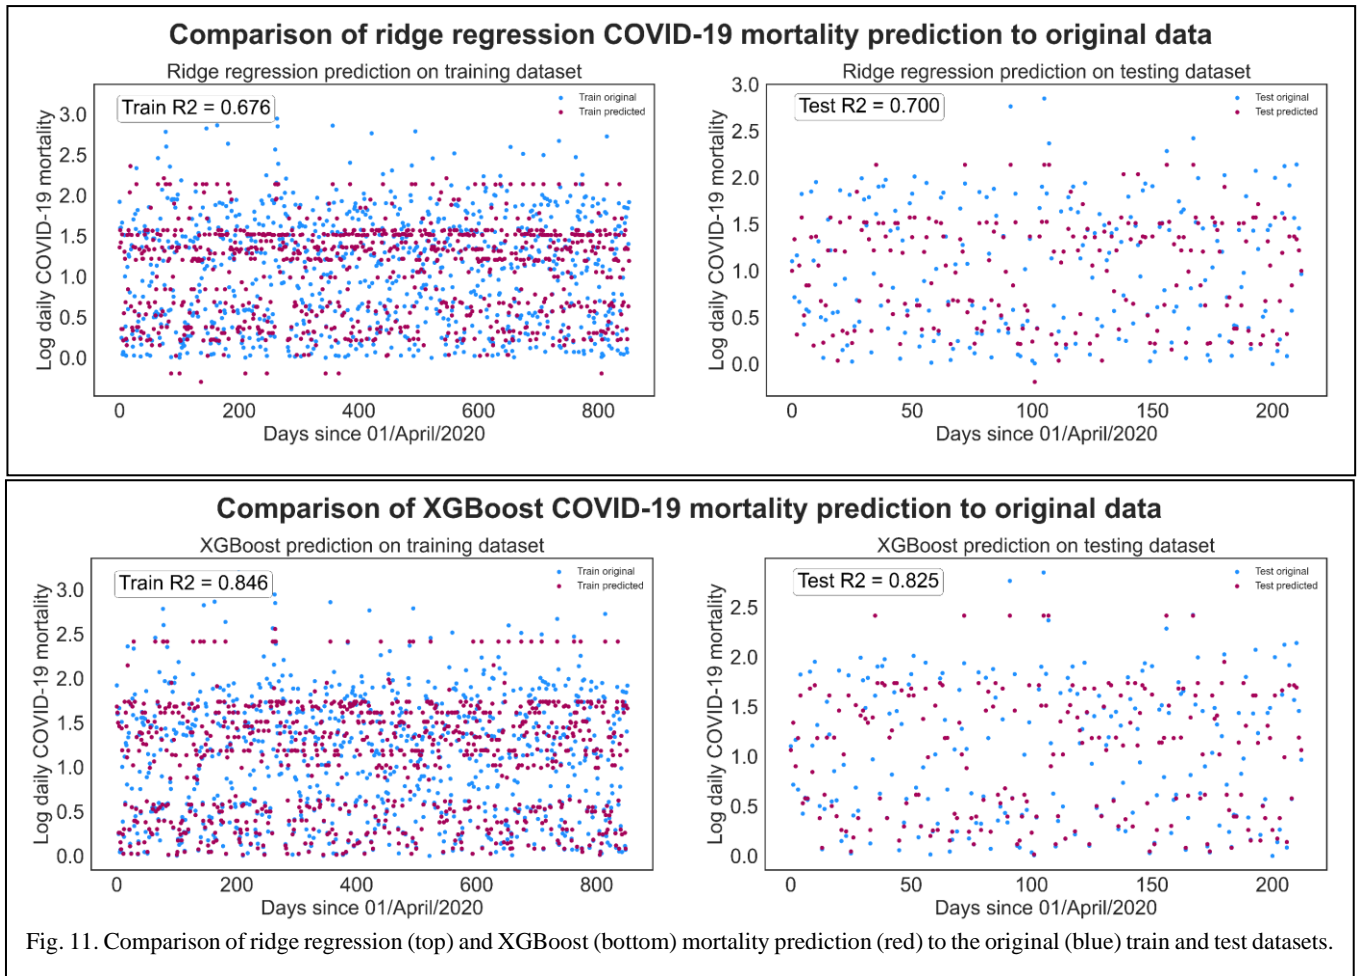 Comparison of ridge regression COVID-19 mortality prediction to original data
Ridge regression prediction on training dataset
Train R2 = 0.676
Train original
Train predicted
Log daily COVID-19 mortality
3.0
2.5
2.0
1.5
1.0
0.5
0.0
0 200 400 600 800
Days since 01/April/2020
Ridge regression prediction on testing dataset
Test R2 = 0.700
Test original
Test predicted
Log daily COVID-19 mortality
3.0
2.5
2.0
1.5
1.0
0.5
0.0
0 50 100 150 200
Days since 01/April/2020
Comparison of XGBoost COVID-19 mortality prediction to original data
XGBoost prediction on training dataset
Train R2 = 0.846
Train original
Train predicted
Log daily COVID-19 mortality
3.0
2.5
2.0
1.5
1.0
0.5
0.0
0 200 400 600 800
Days since 01/April/2020
XGBoost prediction on testing dataset
Test R2 = 0.825
Test original
Test predicted
Log daily COVID-19 mortality
2.5
2.0
1.5
1.0
0.5
0.0
0 50 100 150 200
Days since 01/April/2020
Fig. 11. Comparison of ridge regression (top) and XGBoost (bottom) mortality prediction (red) to the original (blue) train and test datasets.